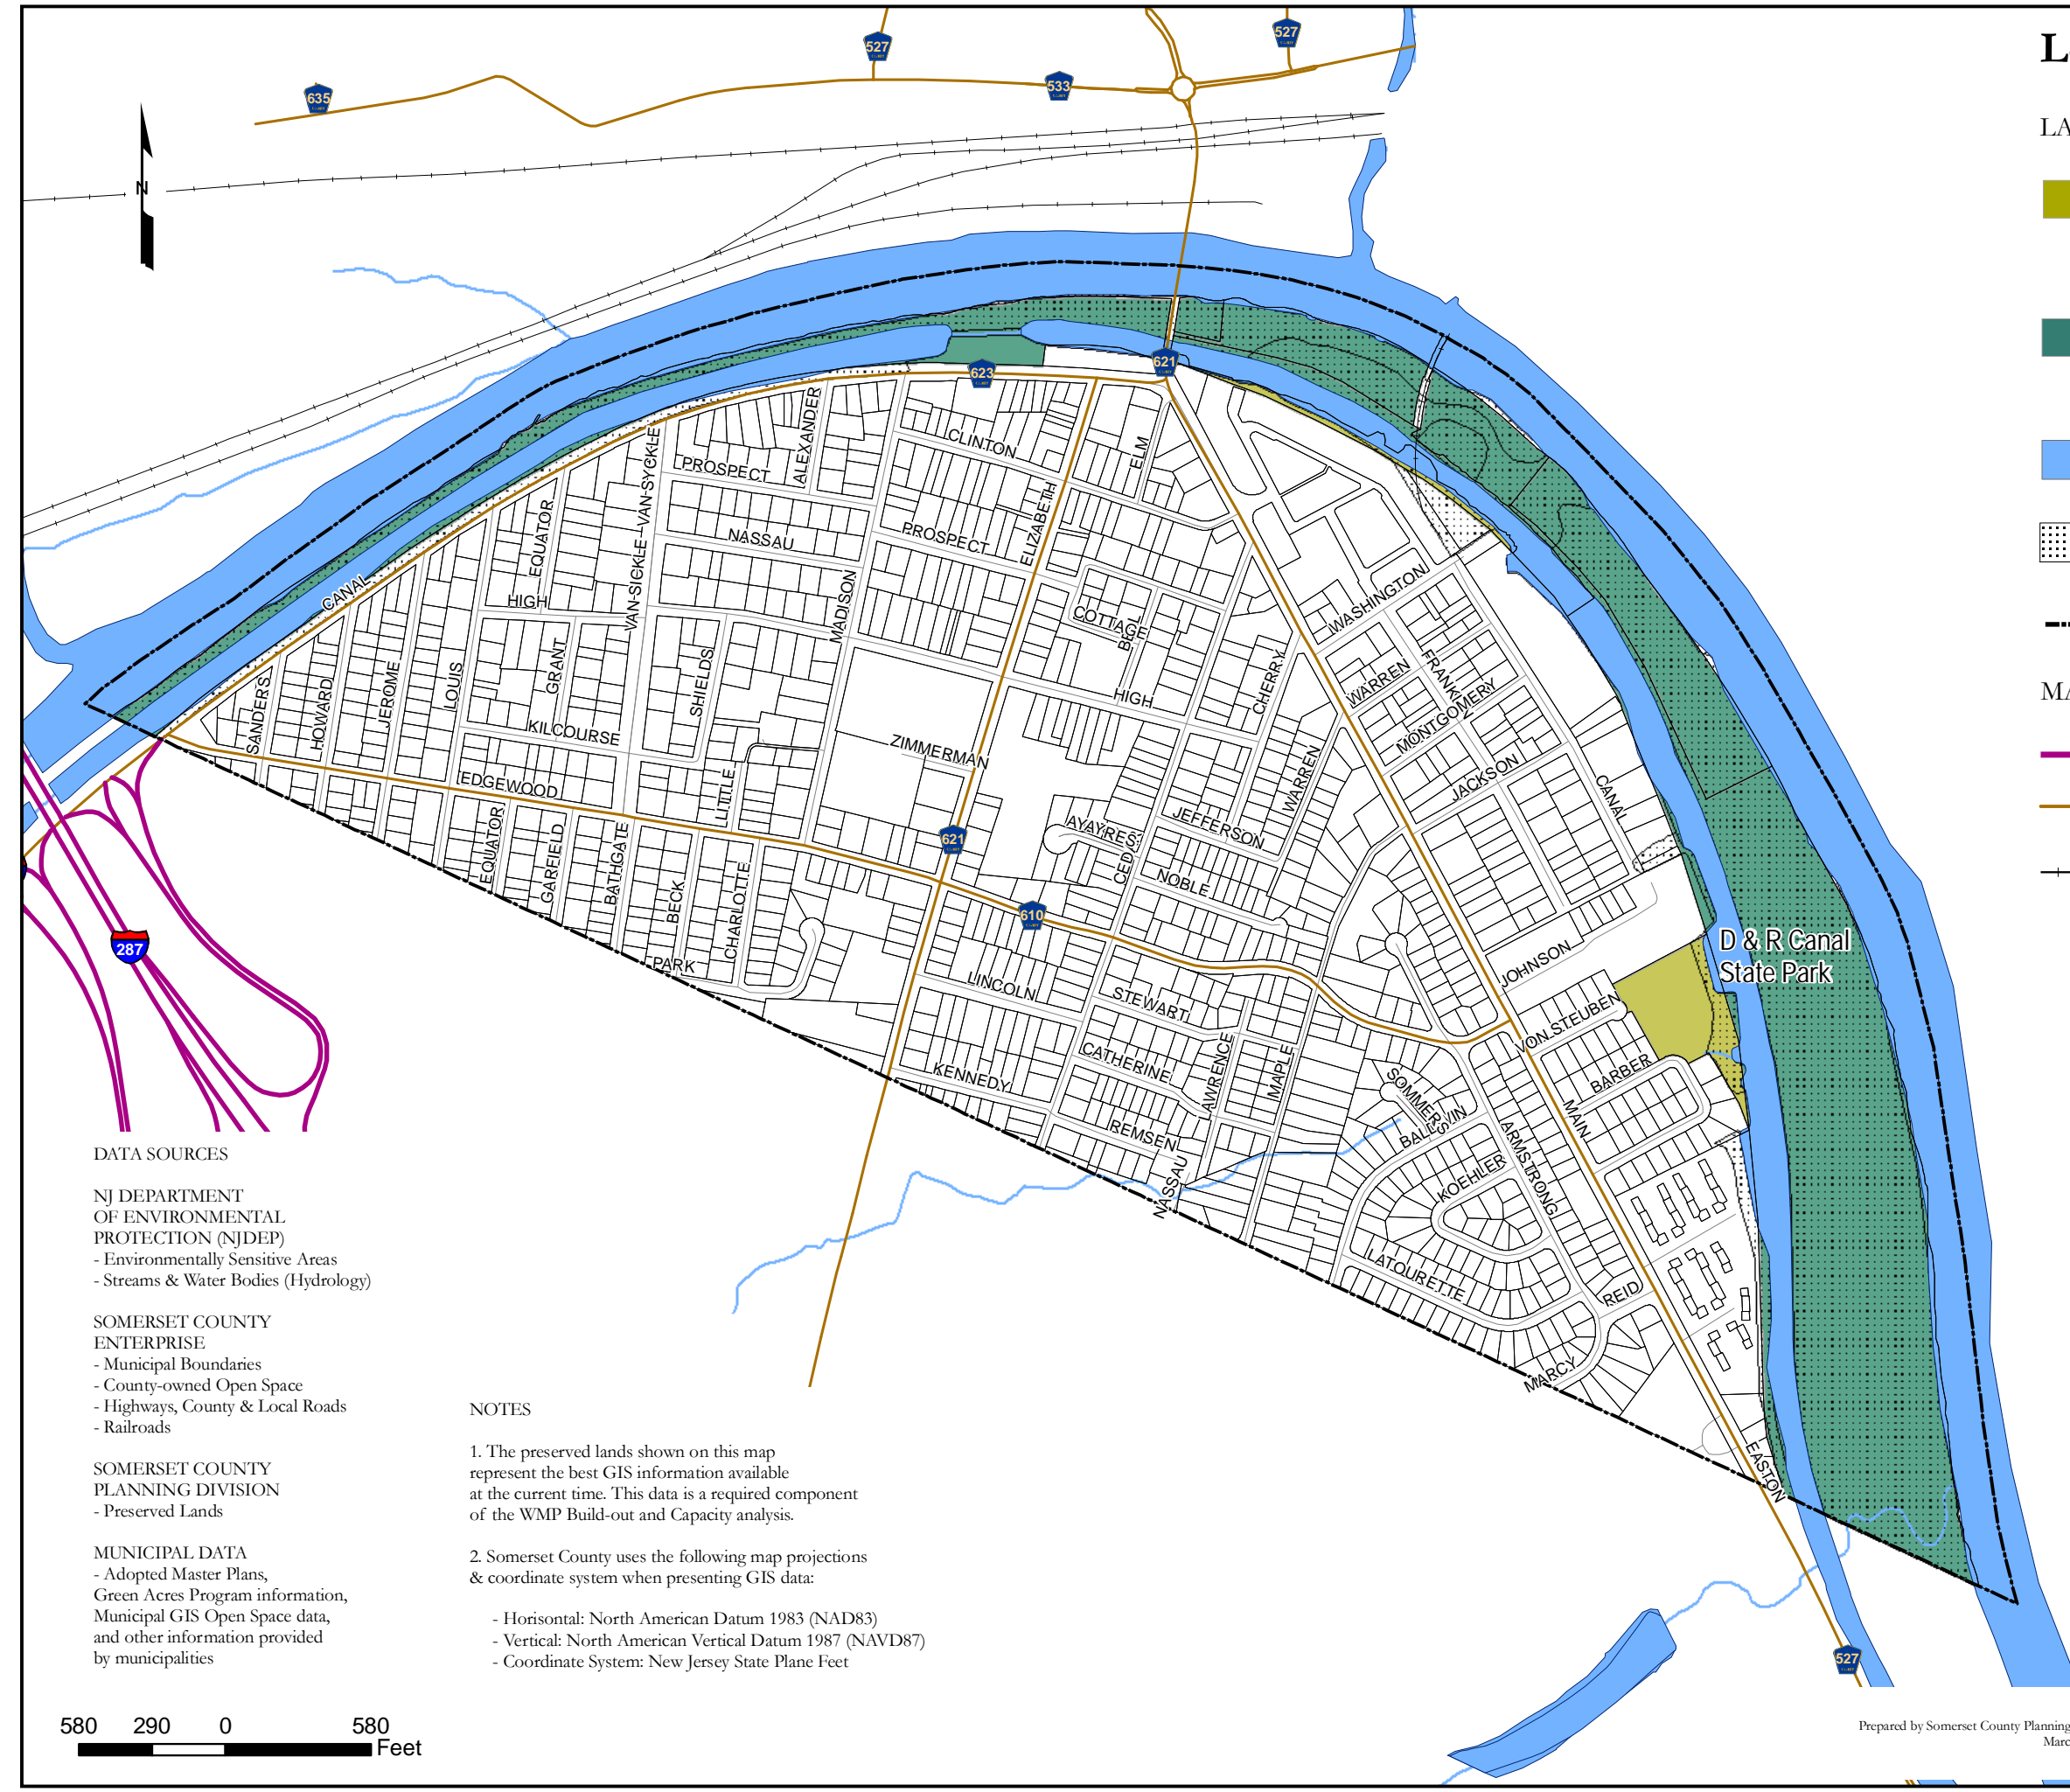 527
527
L
635
533
LA
N
621
623
ALEXANDER
CLINTON
ELM
VAN-SICKLE-VAN-SYCKLE
PROSPECT
ELIZABETH
EQUATOR
NASSAU
PROSPECT
CANAL
HIGH
MADISON
WASHINGTON
COTTAGE
GRANT
SHIELDS
CHERRY
WARREN
SANDERS
HOWARD
JEROME
LOUIS
HIGH
MONTGOMERY
MA
KILCOURSE
ZIMMERMAN
WARREN
JACKSON
EDGEWOOD
LITTLE
JEFFERSON
EQUATOR
GARFIELD
BATHGATE
621
NOBLE
BECK
CHARLOTTE
610
287
D & R Canal
State Park
PARK
LINCOLN
STEWART
JOHNSON
VON STEUBEN
CATHERINE
LAWRENCE
MAPLE
BARBER
KENNEDY
SOMMERS
MAIN
REMSEN
ARMSTRONG
KOEHLER
NASSAU
LATOURETTE
REID
MARCY
EASTON
527
DATA SOURCES
NJ DEPARTMENT
OF ENVIRONMENTAL
PROTECTION (NJDEP)
- Environmentally Sensitive Areas
- Streams & Water Bodies (Hydrology)
SOMERSET COUNTY
ENTERPRISE
- Municipal Boundaries
- County-owned Open Space
- Highways, County & Local Roads
- Railroads
SOMERSET COUNTY
PLANNING DIVISION
- Preserved Lands
MUNICIPAL DATA
- Adopted Master Plans,
Green Acres Program information,
Municipal GIS Open Space data,
and other information provided
by municipalities
NOTES
1. The preserved lands shown on this map
represent the best GIS information available
at the current time. This data is a required component
of the WMP Build-out and Capacity analysis.
2. Somerset County uses the following map projections
& coordinate system when presenting GIS data:
- Horisontal: North American Datum 1983 (NAD83)
- Vertical: North American Vertical Datum 1987 (NAVD87)
- Coordinate System: New Jersey State Plane Feet
580 290 0 580
Feet
Prepared by Somerset County Planning
Marc